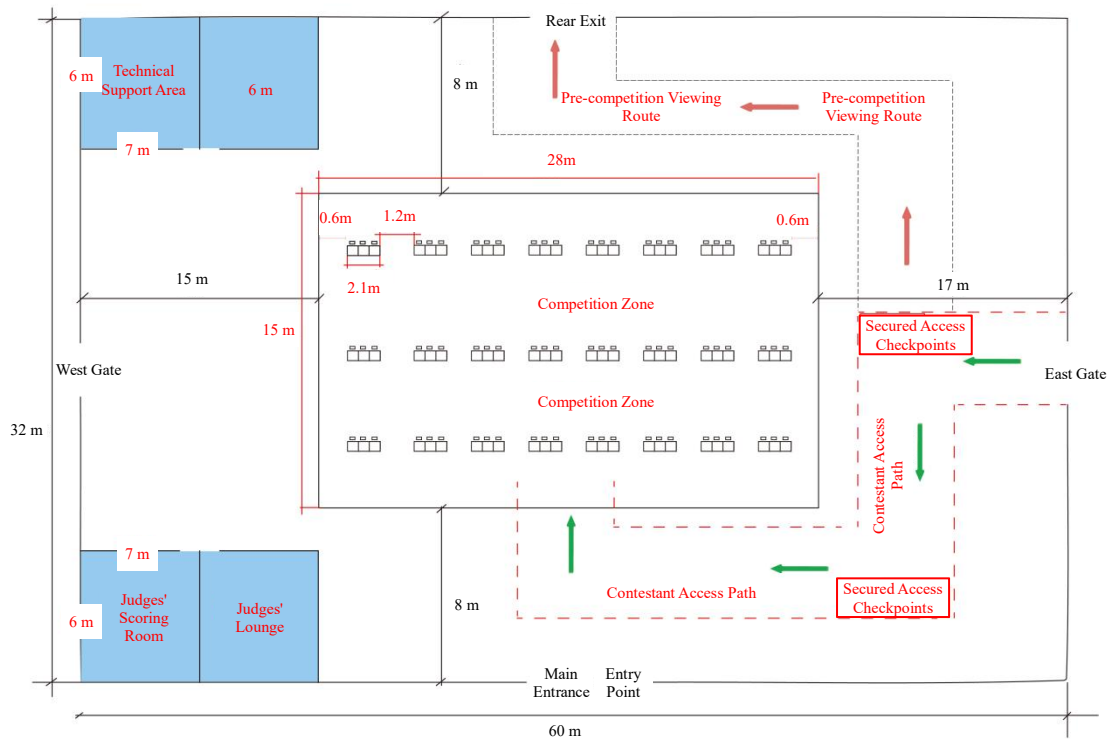 Rear Exit
6 m
Technical
Support Area
6 m
8 m
Pre-competition Viewing
Route
Pre-competition
Viewing Route
7 m
28m
0.6m
1.2m
0.6m
2.1m
15 m
17 m
Competition Zone
15 m
Secured Access
Checkpoints
West Gate
East Gate
Competition Zone
32 m
Contestant Access
Path
7 m
Judges'
Scoring
Room
Judges'
Lounge
6 m
8 m
Contestant Access Path
Secured Access
Checkpoints
Main
Entrance
Entry
Point
60 m